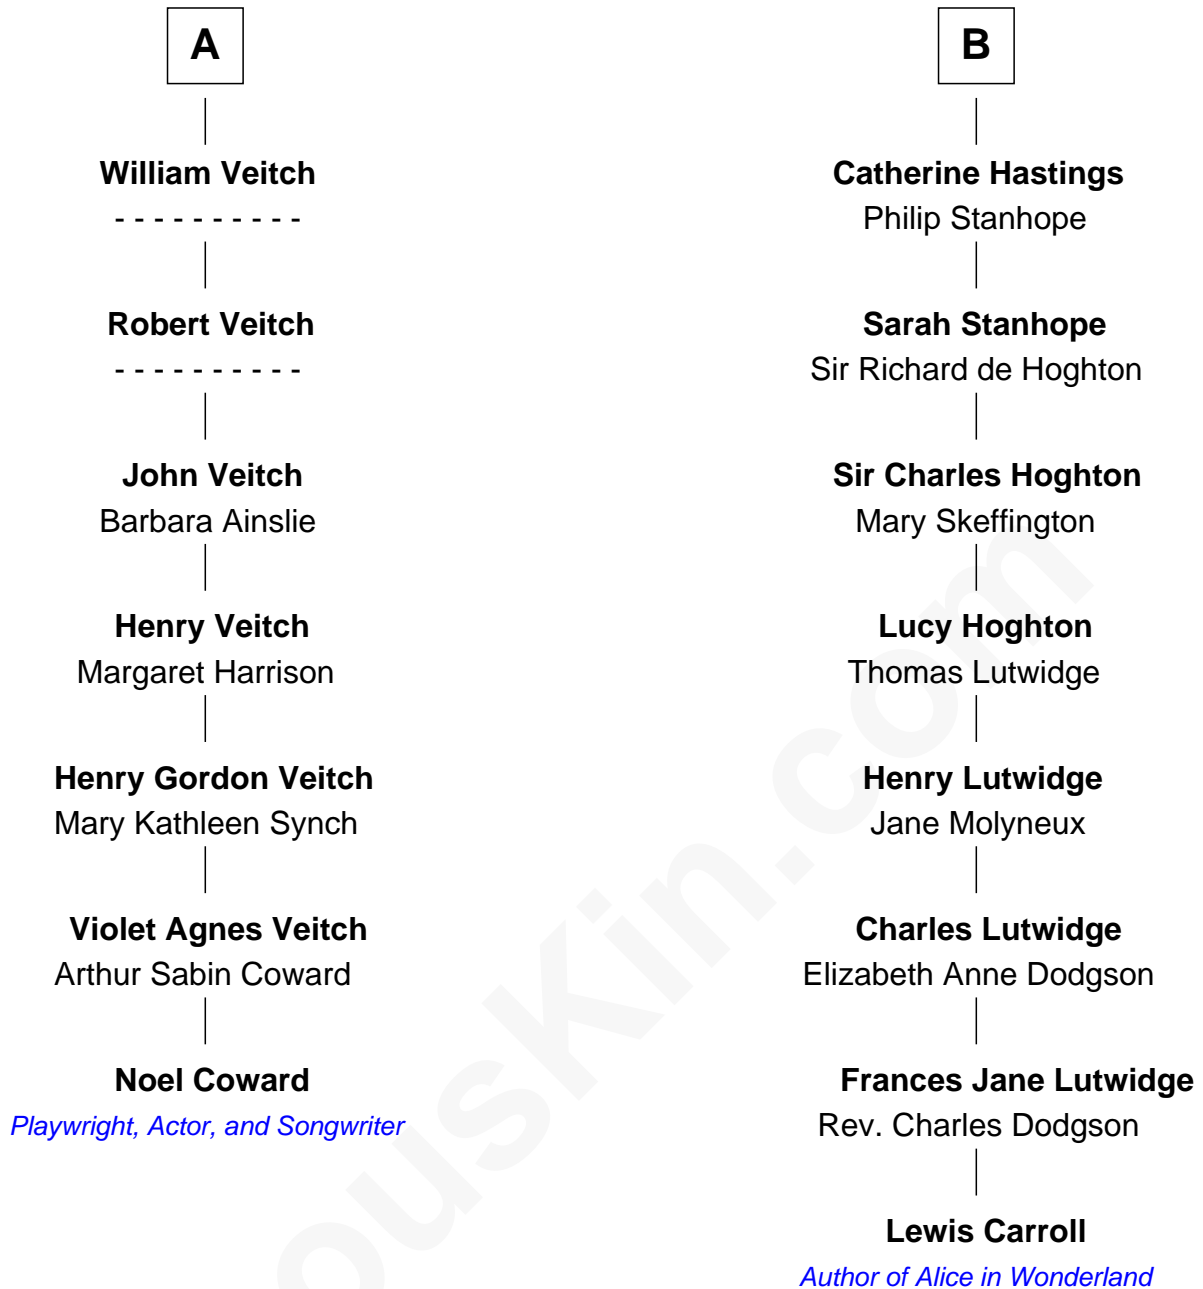 A
William Veitch
- - - - - - - - - -
Robert Veitch
- - - - - - - - - -
John Veitch
Barbara Ainslie
Henry Veitch
Margaret Harrison
Henry Gordon Veitch
Mary Kathleen Synch
Violet Agnes Veitch
Arthur Sabin Coward
Noel Coward
Playwright, Actor, and Songwriter
B
Catherine Hastings
Philip Stanhope
Sarah Stanhope
Sir Richard de Hoghton
Sir Charles Hoghton
Mary Skeffington
Lucy Hoghton
Thomas Lutwidge
Henry Lutwidge
Jane Molyneux
Charles Lutwidge
Elizabeth Anne Dodgson
Frances Jane Lutwidge
Rev. Charles Dodgson
Lewis Carroll
Author of Alice in Wonderland
ousKin.com